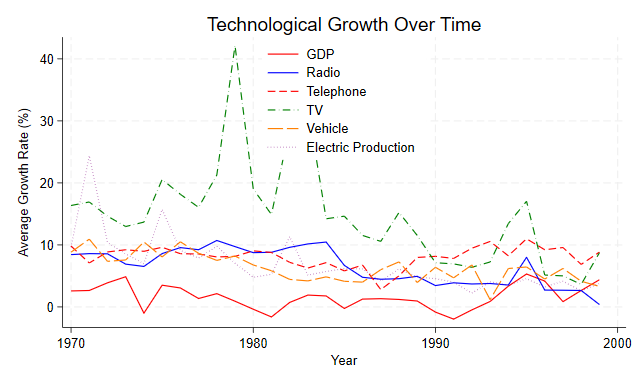 Technological Growth Over Time
GDP
Radio
Telephone
TV
Vehicle
Electric Production
Average Growth Rate (%)
40
30
20
10
0
1970
1980
1990
2000
Year